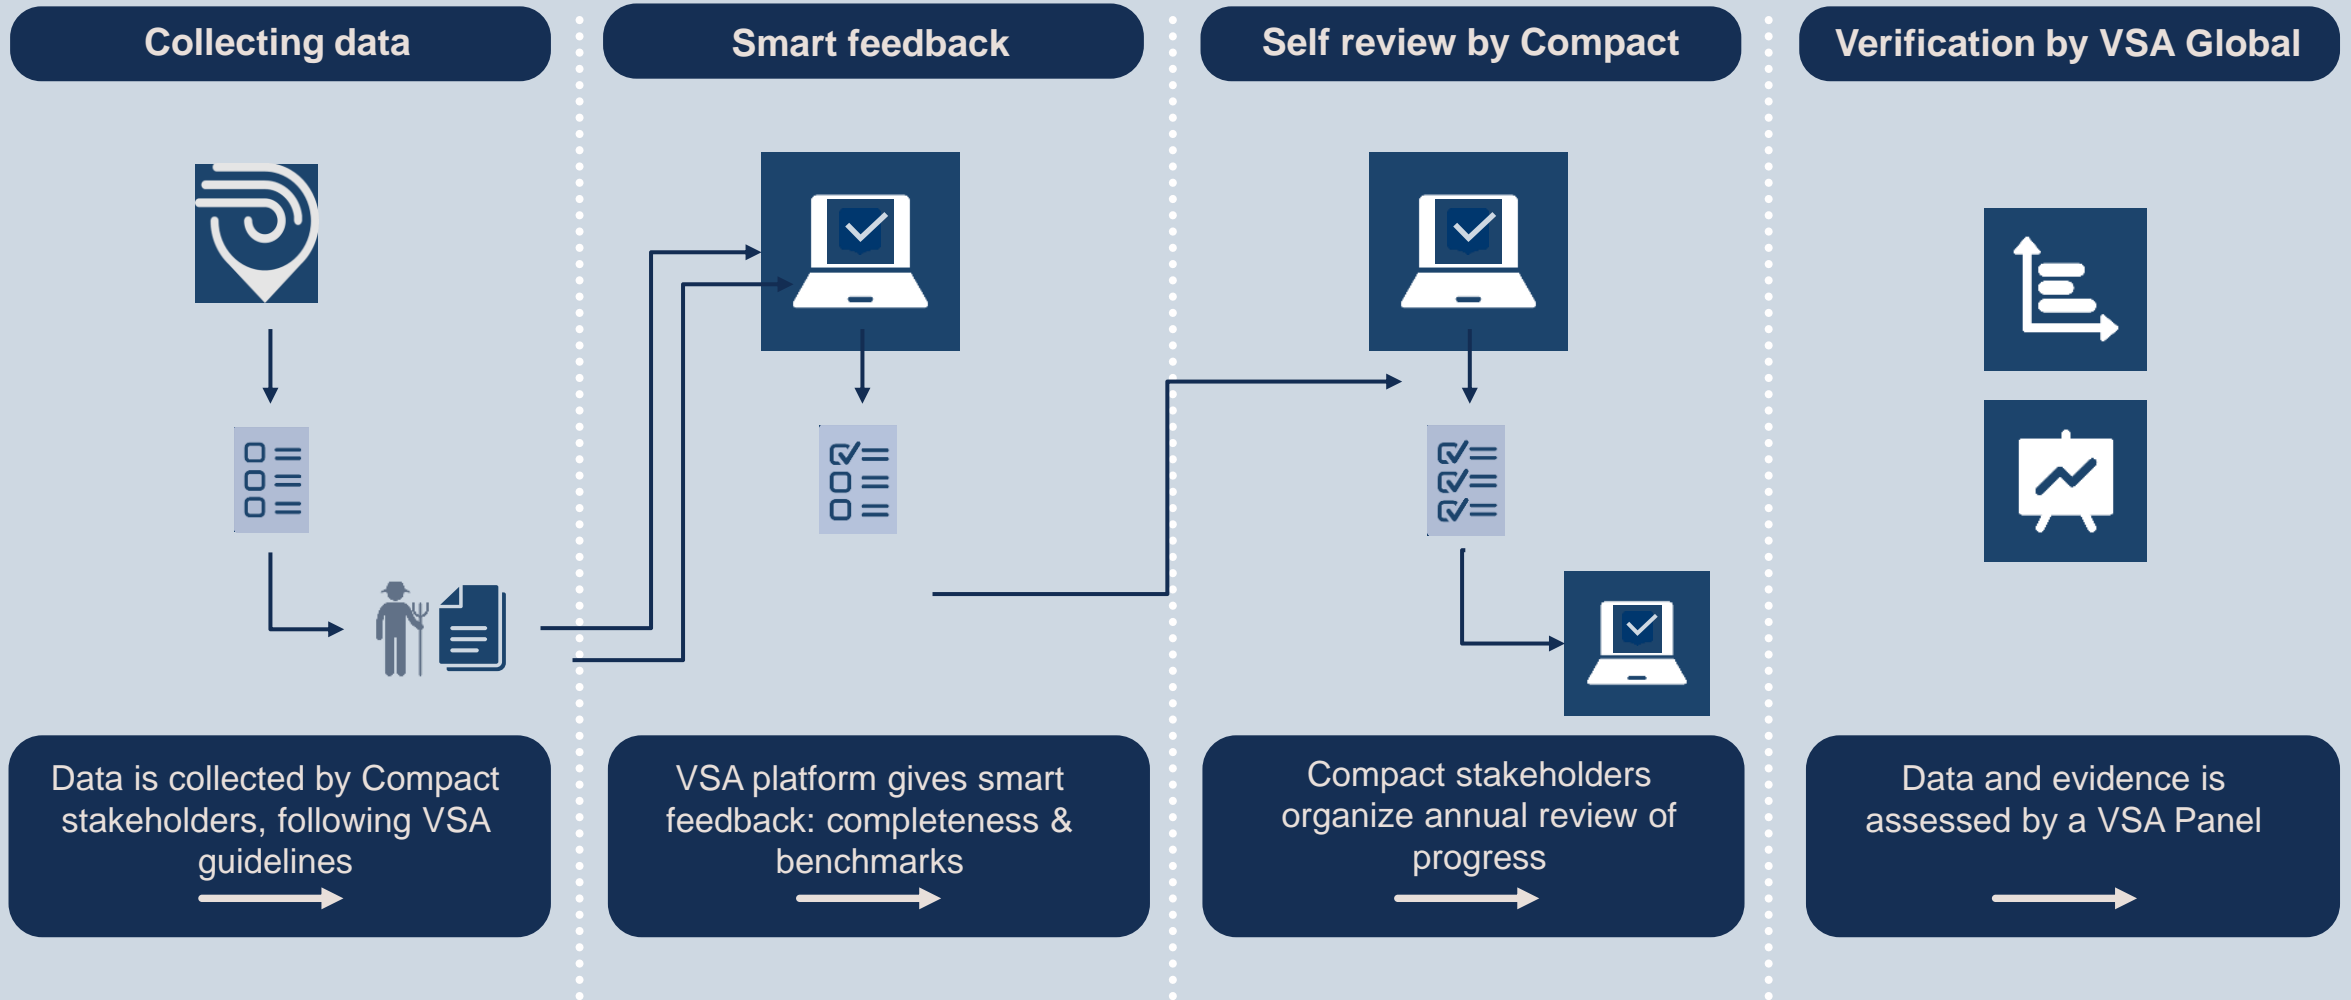 Collecting data
Smart feedback
Self review by Compact
Verification by VSA Global
Data is collected by Compact
stakeholders, following VSA
guidelines
VSA platform gives smart
feedback: completeness &
benchmarks
Compact stakeholders
organize annual review of
progress
Data and evidence is
assessed by a VSA Panel